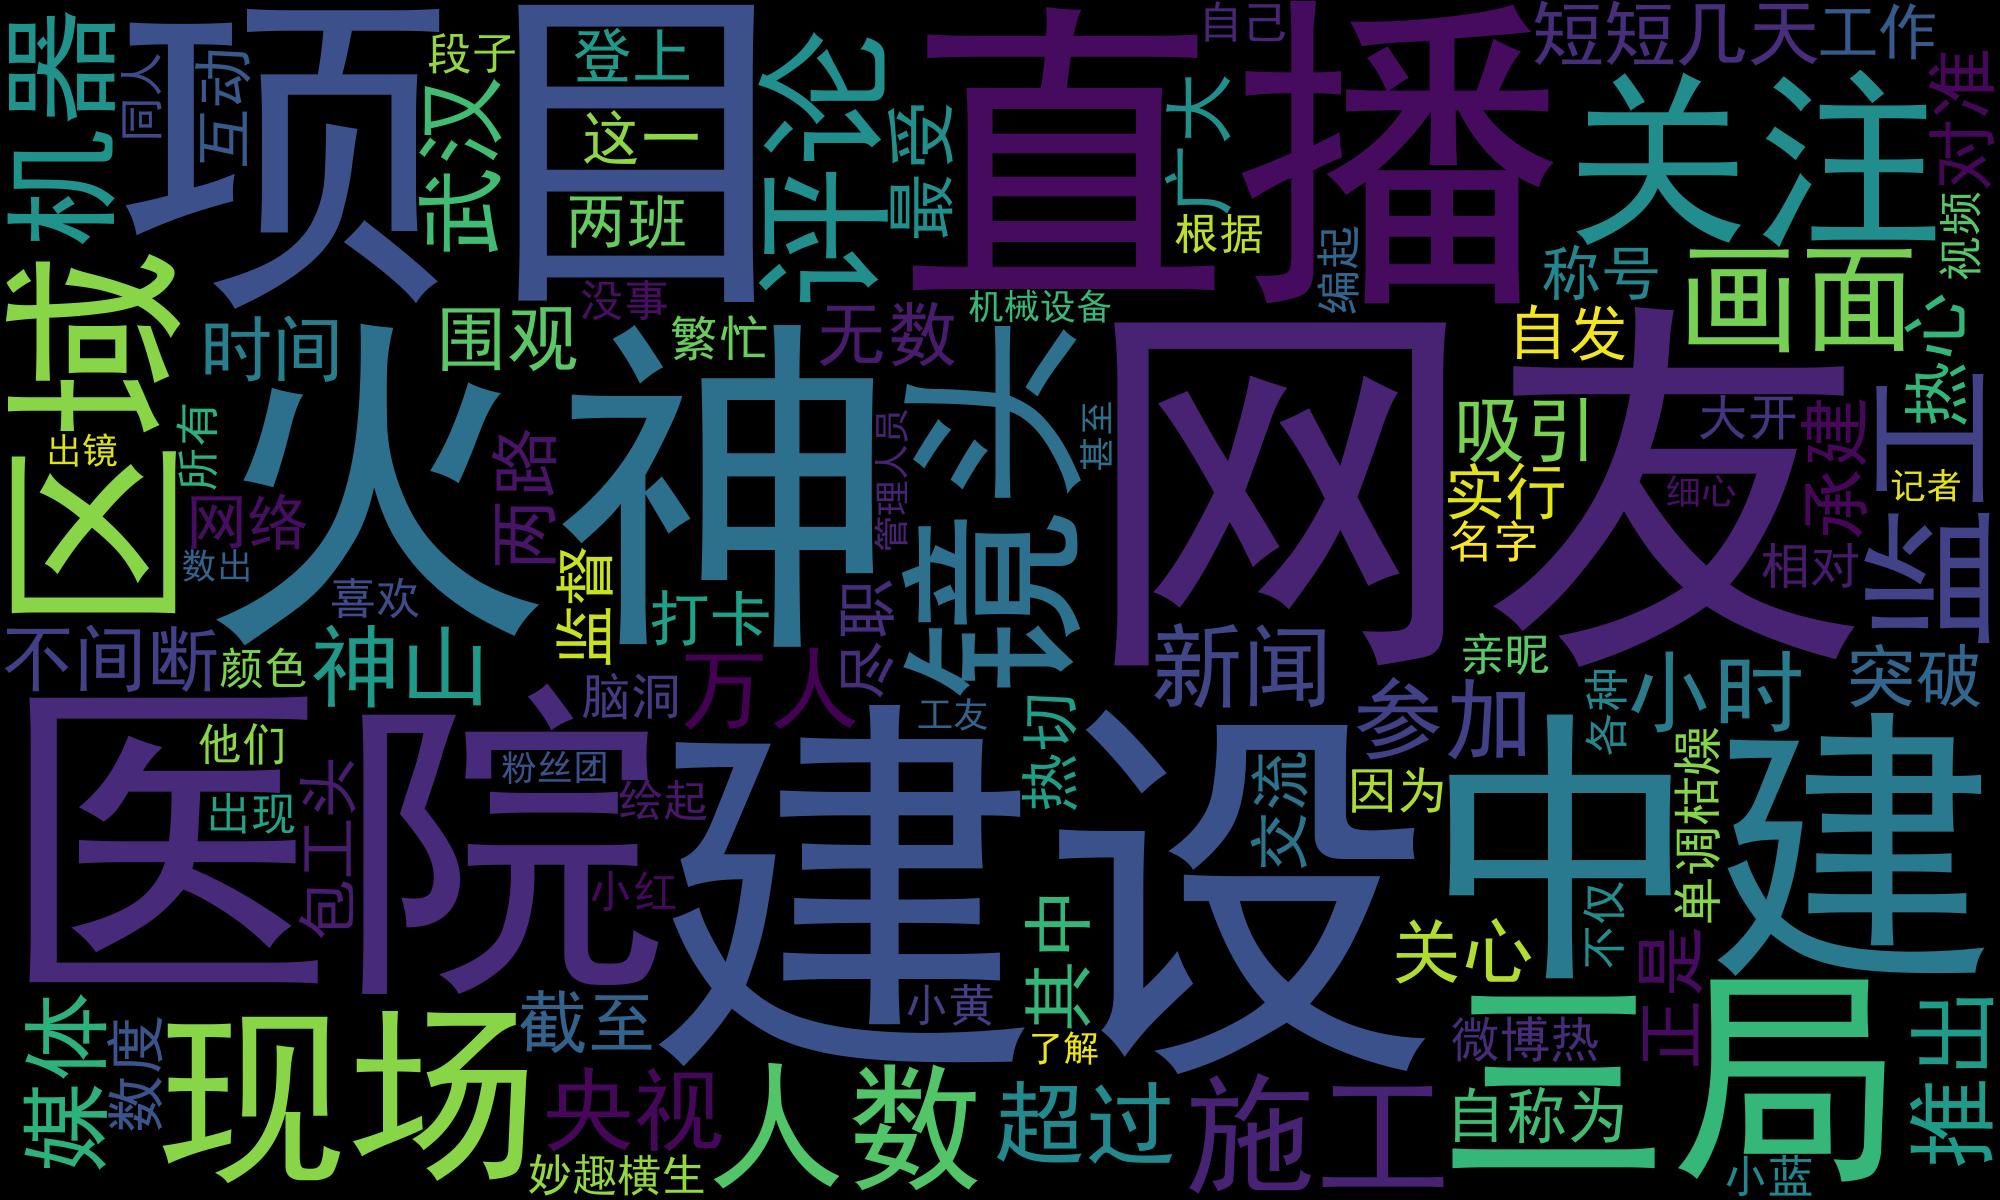 机器
同人
互动
项目
登上
这一
两班
段子
武汉
评论
最受
直播
自己
广大
根据
编起
短短几天
工作
对准
关注
视频
称号
画面
热心
区域
时间
围观
没事
繁忙
无数
机械设备
自发
所有
出镜
火神
两路
镜头
管理人员
甚至
网友
吸引
大开
承建
监工
记者
实行
细心
名字
相对
网络
数出
喜欢
监督
打卡
尽职
不间断
颜色
神山
脑洞
万人
新闻
亲昵
参加
各种
小时
突破
医院
他们
粉丝团
绘起
工友
热切
建设
交流
因为
中建
单调枯燥
出现
包工头
小红
其中
关心
不仅
正是
小黄
了解
微博热
媒体
数度
现场
截至
央视
人数
超过
施工
三局
自称为
推出
妙趣横生
小蓝